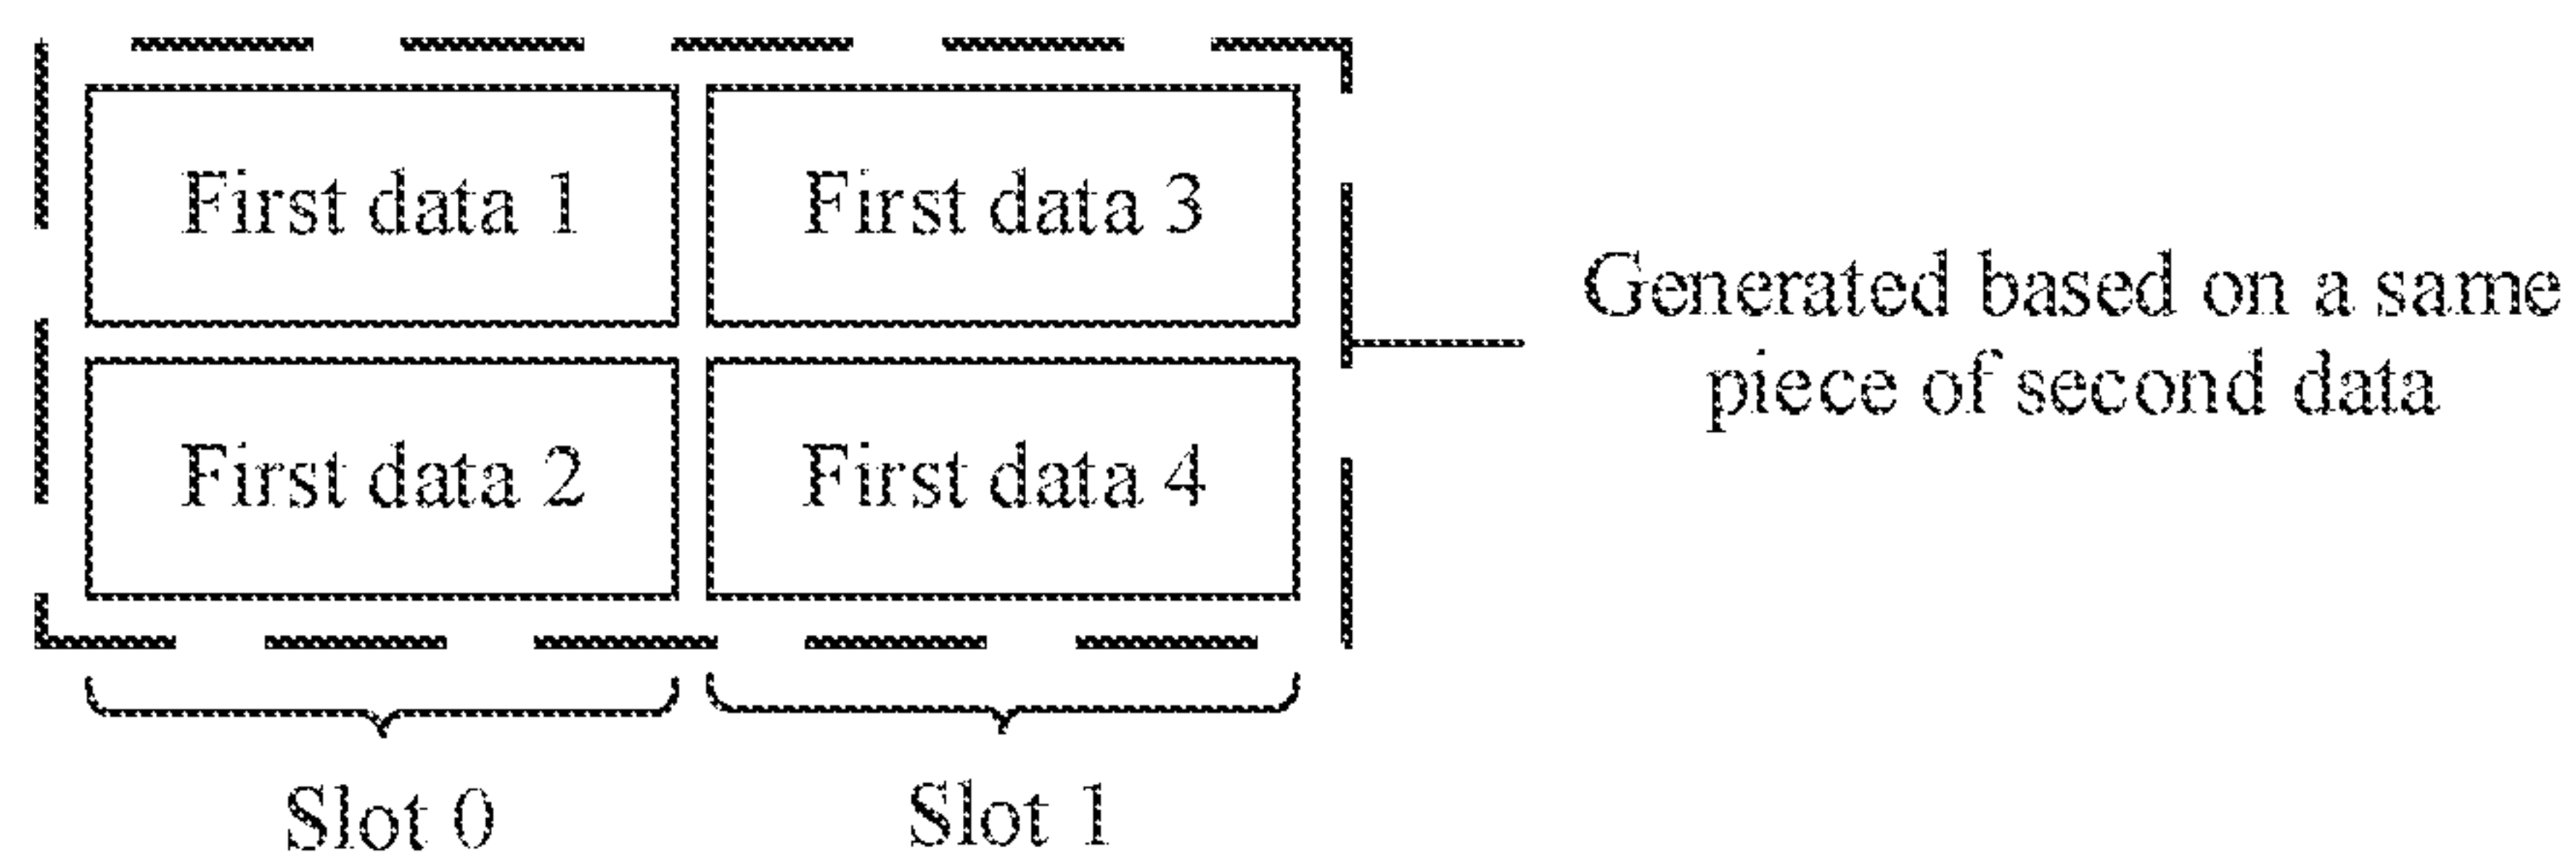 First data 1
First data 3
Generated based on a same
piece of second data
First data 2
First data 4
Slot 0
Slot 1